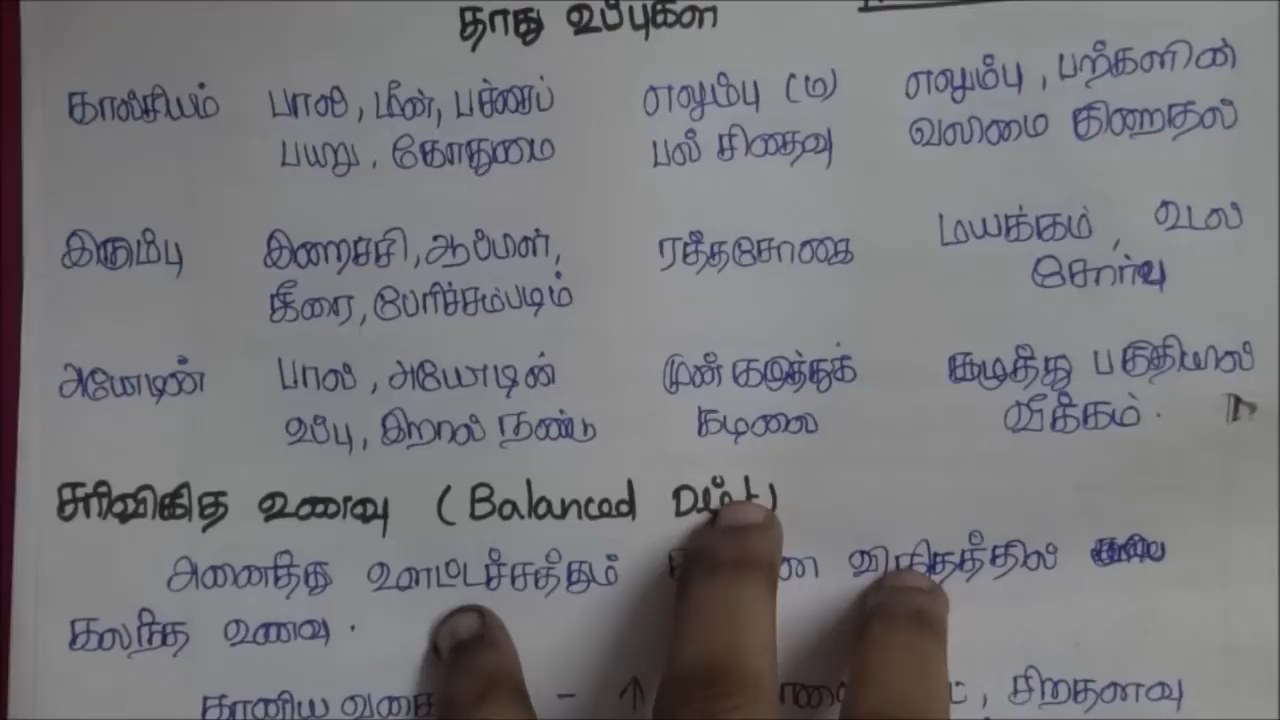 தாது உப்புகள்
கால்சியம் பால், மீன், பச்சைப் எலும்பு (ம) எலும்பு, பற்களின்
பயறு, கோதுமை பல் சிதைவு வலிமை குறைதல்
இரும்பு இறைச்சி, ஆப்பிள், ரத்தசோகை மயக்கம், உடல்
கீரை, பேரிச்சம்பழம் சோர்வு
அயோடின் பால், அயோடின் முன் கழுத்துக் கழுத்து பகுதியில்
உப்பு, இறால் நண்டு கழலை வீக்கம்.
சரிவிகித உணவு (Balanced
அனைத்து ஊட்டச்சத்தும் விகிதத்தில்
கலந்த உணவு.
தானிய வகை - ↑ , சிறிதளவு